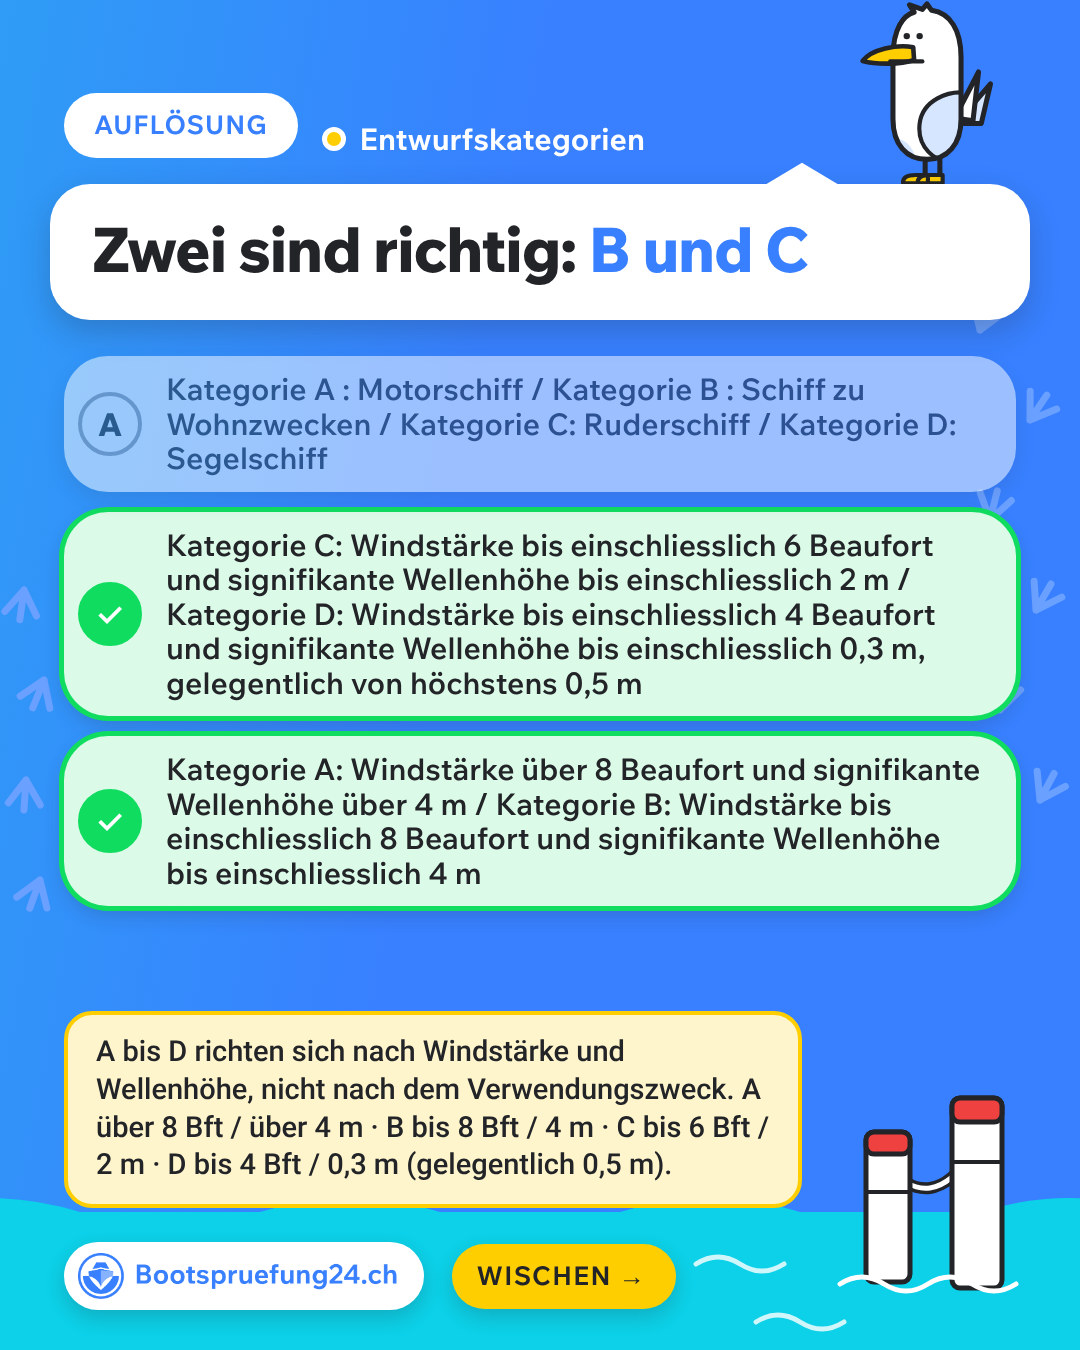 AUFLÖSUNG
Entwurfskategorien
Zwei sind richtig: B und C
A
Kategorie A : Motorschiff / Kategorie B : Schiff zu
Wohnzwecken / Kategorie C: Ruderschiff / Kategorie D:
Segelschiff
Kategorie C: Windstärke bis einschliesslich 6 Beaufort
und signifikante Wellenhöhe bis einschliesslich 2 m /
Kategorie D: Windstärke bis einschliesslich 4 Beaufort
und signifikante Wellenhöhe bis einschliesslich 0,3 m,
gelegentlich von höchstens 0,5 m
Kategorie A: Windstärke über 8 Beaufort und signifikante
Wellenhöhe über 4 m / Kategorie B: Windstärke bis
einschliesslich 8 Beaufort und signifikante Wellenhöhe
bis einschliesslich 4 m
A bis D richten sich nach Windstärke und
Wellenhöhe, nicht nach dem Verwendungszweck. A
über 8 Bft / über 4 m · B bis 8 Bft / 4 m · C bis 6 Bft /
2 m · D bis 4 Bft / 0,3 m (gelegentlich 0,5 m).
Bootspruefung24.ch
WISCHEN →